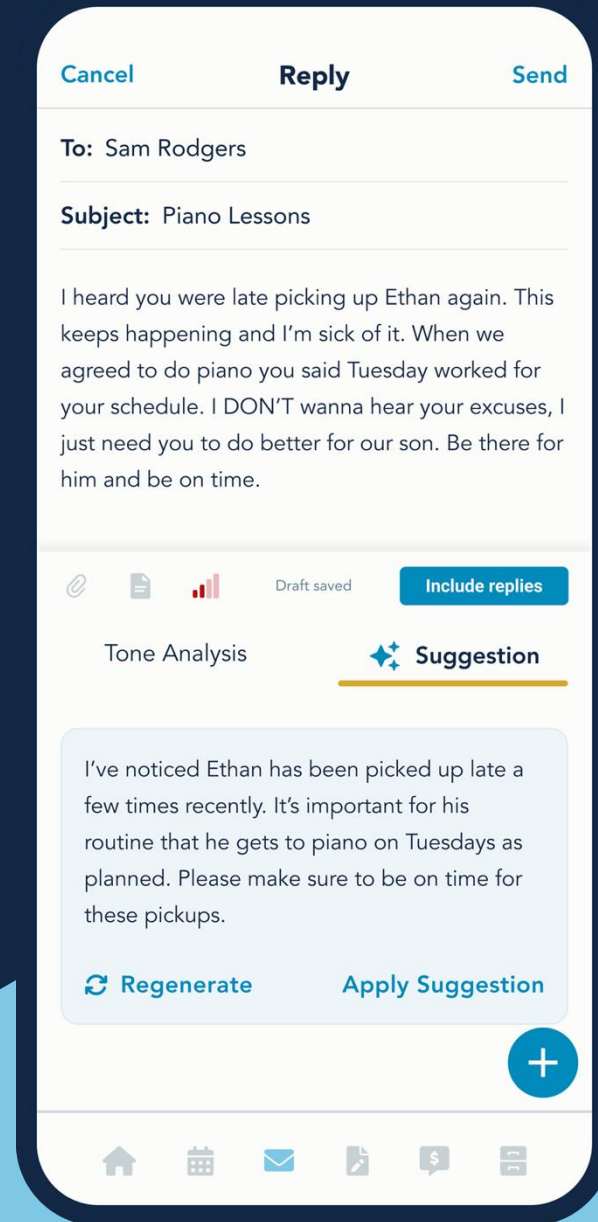 Cancel Reply Send
To: Sam Rodgers
Subject: Piano Lessons
I heard you were late picking up Ethan again. This
keeps happening and I’m sick of it. When we
agreed to do piano you said Tuesday worked for
your schedule. I DON’T wanna hear your excuses, I
just need you to do better for our son. Be there for
him and be on time.
Draft saved Include replies
Tone Analysis Suggestion
I’ve noticed Ethan has been picked up late a
few times recently. It’s important for his
routine that he gets to piano on Tuesdays as
planned. Please make sure to be on time for
these pickups.
Regenerate Apply Suggestion